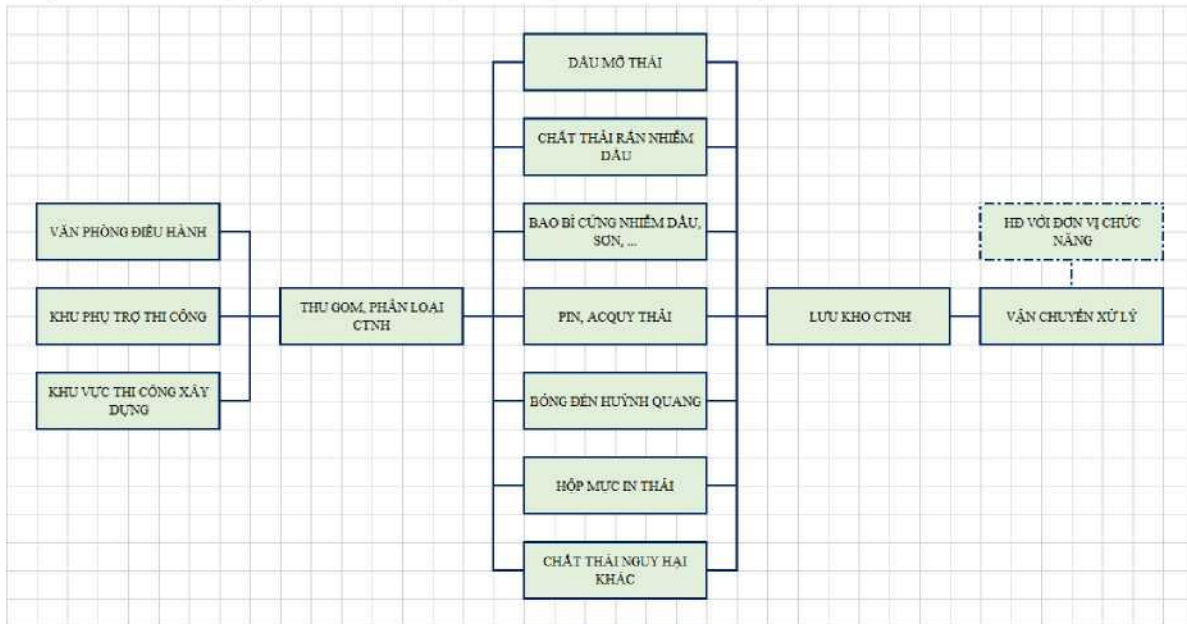 VĂN PHÒNG ĐIỀU HÀNH
KHU PHỤ TRỢ THI CÔNG
KHU VỰC THI CÔNG XÂY
DỰNG
THU GOM, PHÂN LOẠI
CTNH
DẦU MỠ THẢI
CHẤT THẢI RẮN NHIỄM
DẦU
BAO BÌ CỨNG NHIỄM DẦU,
SƠN, ...
PIN, ACQUY THẢI
BÓNG ĐÈN HUỲNH QUANG
HỘP MỰC IN THẢI
CHẤT THẢI NGUY HẠI
KHÁC
LƯU KHO CTNH
HĐ VỚI ĐƠN VỊ CHỨC
NĂNG
VẬN CHUYỂN XỬ LÝ